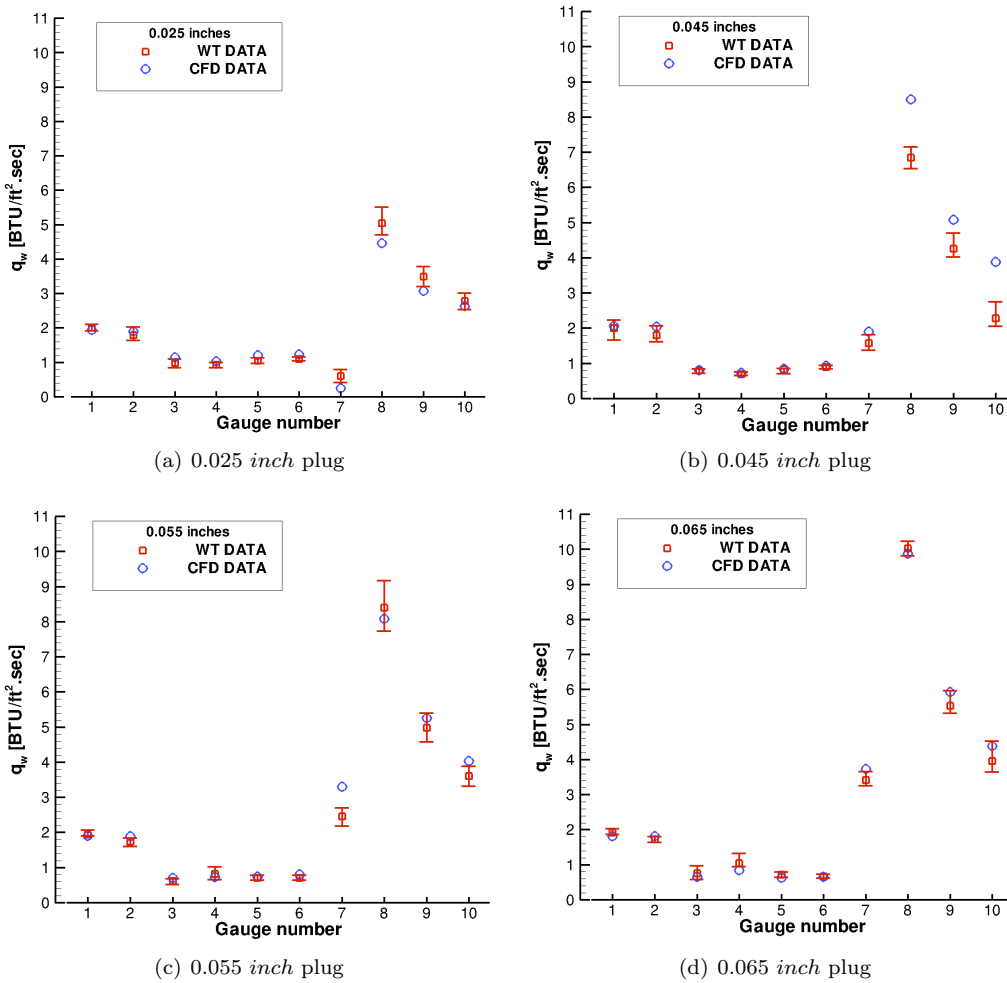 11
10
9
8
7
6
5
4
3
2
1
0
q_w [BTU/ft².sec]
0.025 inches
WT DATA
CFD DATA
1 2 3 4 5 6 7 8 9 10
Gauge number
(a) 0.025 inch plug
11
10
9
8
7
6
5
4
3
2
1
0
q_w [BTU/ft².sec]
0.045 inches
WT DATA
CFD DATA
1 2 3 4 5 6 7 8 9 10
Gauge number
(b) 0.045 inch plug
11
10
9
8
7
6
5
4
3
2
1
0
q_w [BTU/ft².sec]
0.055 inches
WT DATA
CFD DATA
1 2 3 4 5 6 7 8 9 10
Gauge number
(c) 0.055 inch plug
11
10
9
8
7
6
5
4
3
2
1
0
q_w [BTU/ft².sec]
0.065 inches
WT DATA
CFD DATA
1 2 3 4 5 6 7 8 9 10
Gauge number
(d) 0.065 inch plug